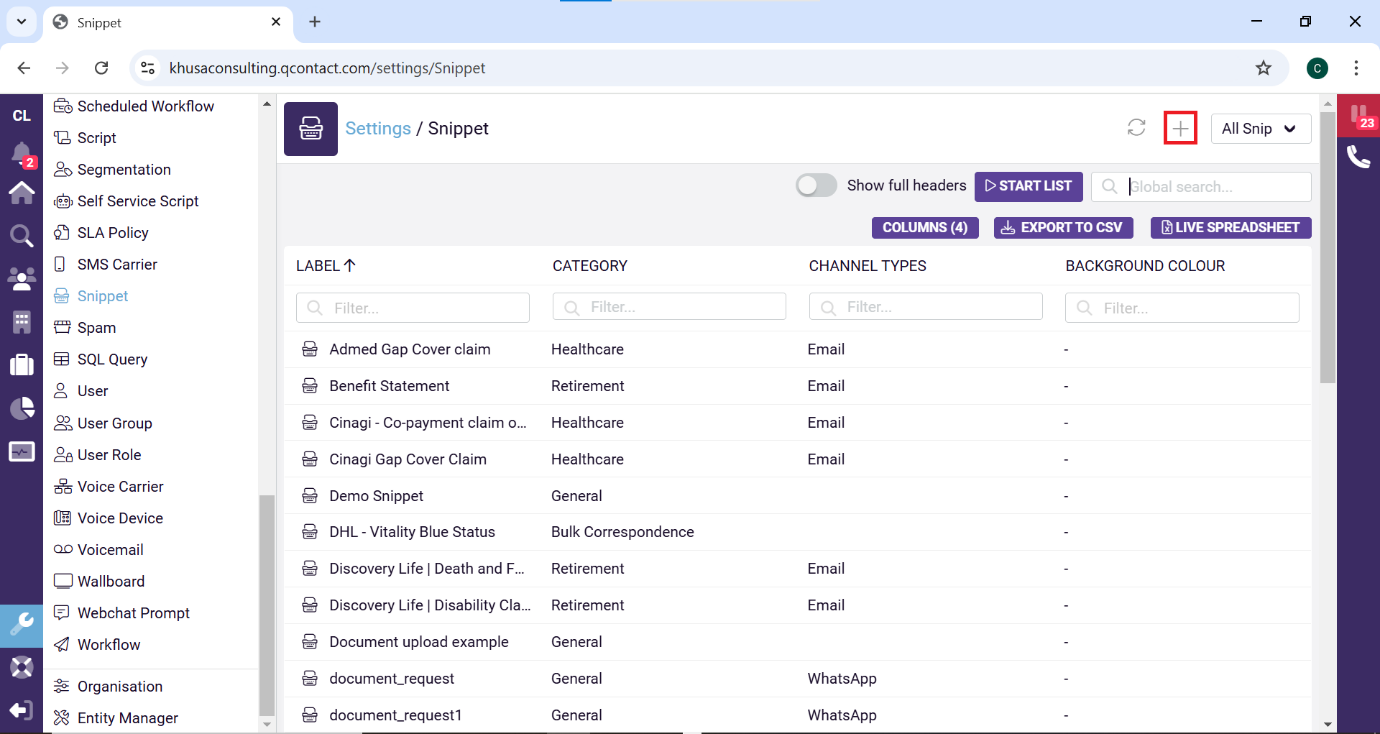 Snippet
khusaconsulting.qcontact.com/settings/Snippet
C
CL
2
23
Scheduled Workflow
Script
Segmentation
Self Service Script
SLA Policy
SMS Carrier
Snippet
Spam
SQL Query
User
User Group
User Role
Voice Carrier
Voice Device
Voicemail
Wallboard
Webchat Prompt
Workflow
Organisation
Entity Manager
Settings / Snippet
All Snip
Show full headers
START LIST
Global search...
COLUMNS (4)
EXPORT TO CSV
LIVE SPREADSHEET
LABEL CATEGORY CHANNEL TYPES BACKGROUND COLOUR
Filter... Filter... Filter... Filter...
Admed Gap Cover claim Healthcare Email -
Benefit Statement Retirement Email -
Cinagi - Co-payment claim o... Healthcare Email -
Cinagi Gap Cover Claim Healthcare Email -
Demo Snippet General -
DHL - Vitality Blue Status Bulk Correspondence -
Discovery Life | Death and F... Retirement Email -
Discovery Life | Disability Cla... Retirement Email -
Document upload example General -
document_request General WhatsApp -
document_request1 General WhatsApp -